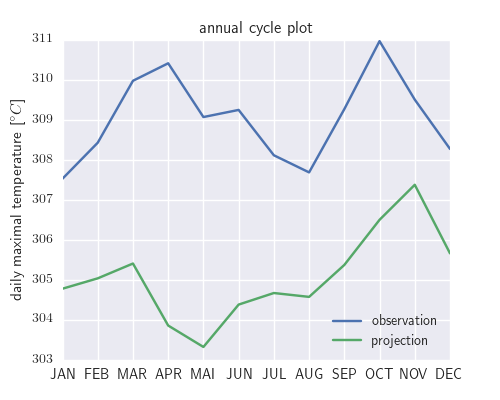 annual cycle plot
daily maximal temperature [°C]
311
310
309
308
307
306
305
304
303
JAN FEB MAR APR MAI JUN JUL AUG SEP OCT NOV DEC
observation
projection